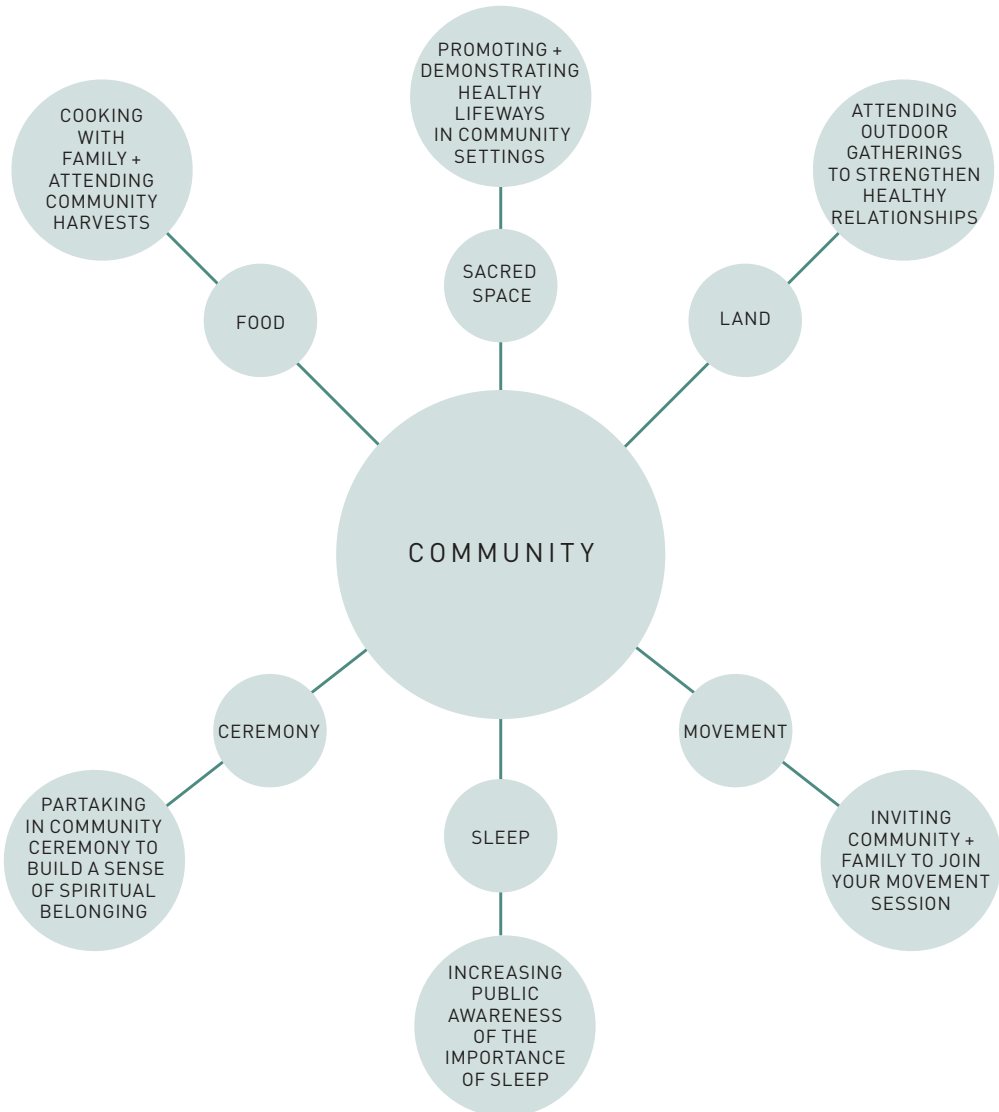 PROMOTING +
DEMONSTRATING
HEALTHY
LIFEWAYS
IN COMMUNITY
SETTINGS
COOKING
WITH
FAMILY +
ATTENDING
COMMUNITY
HARVESTS
ATTENDING
OUTDOOR
GATHERINGS
TO STRENGTHEN
HEALTHY
RELATIONSHIPS
SACRED
SPACE
FOOD
LAND
COMMUNITY
CEREMONY
MOVEMENT
PARTAKING
IN COMMUNITY
CEREMONY TO
BUILD A SENSE
OF SPIRITUAL
BELONGING
SLEEP
INVITING
COMMUNITY +
FAMILY TO JOIN
YOUR MOVEMENT
SESSION
INCREASING
PUBLIC
AWARENESS
OF THE
IMPORTANCE
OF SLEEP